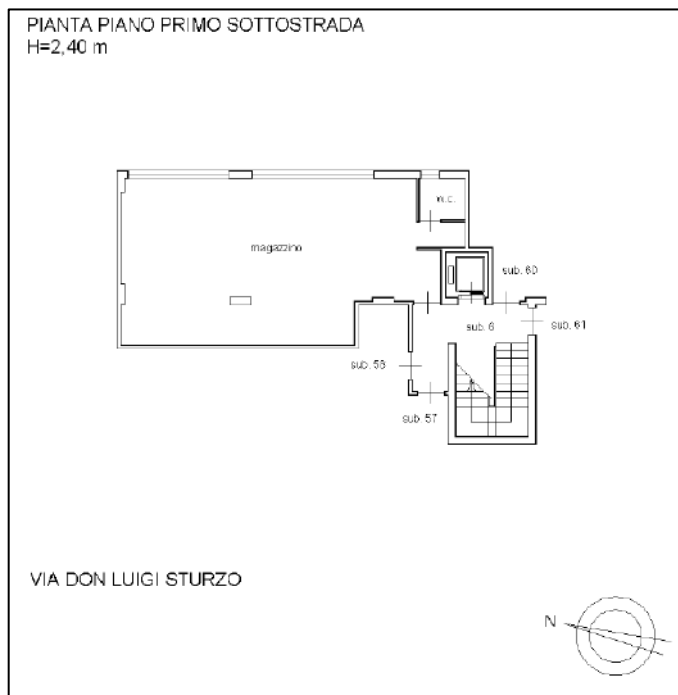 PIANTA PIANO PRIMO SOTTOSTRADA
H=2,40 m
w.c.
magazzino
sub. 60
sub. 6
sub. 61
sub. 58
sub. 57
VIA DON LUIGI STURZO
N